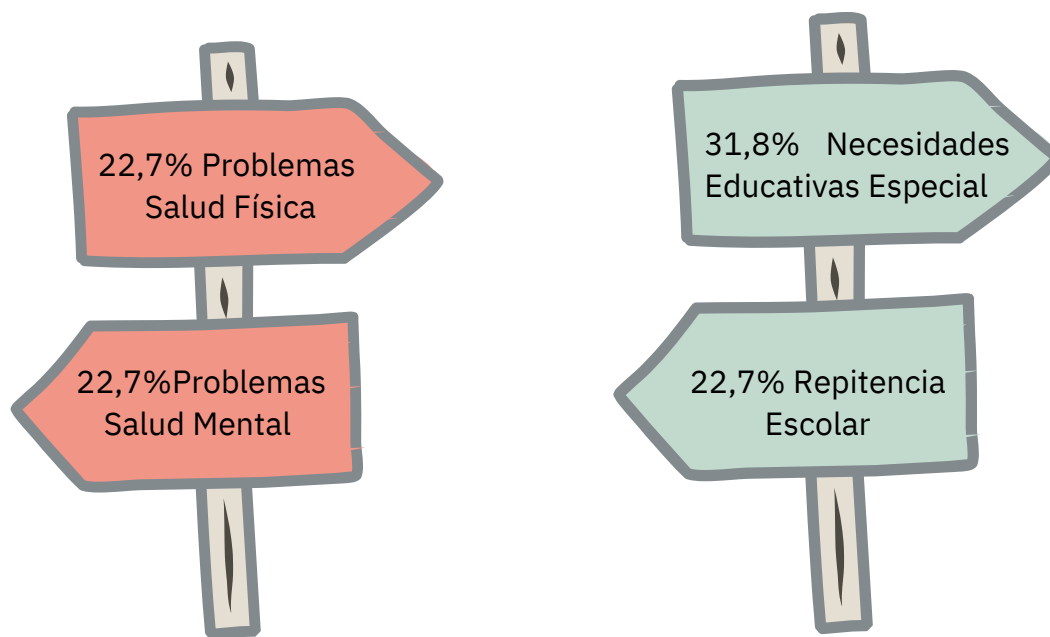 22,7% Problemas
Salud Física
22,7%Problemas
Salud Mental
31,8% Necesidades
Educativas Especial
22,7% Repitencia
Escolar